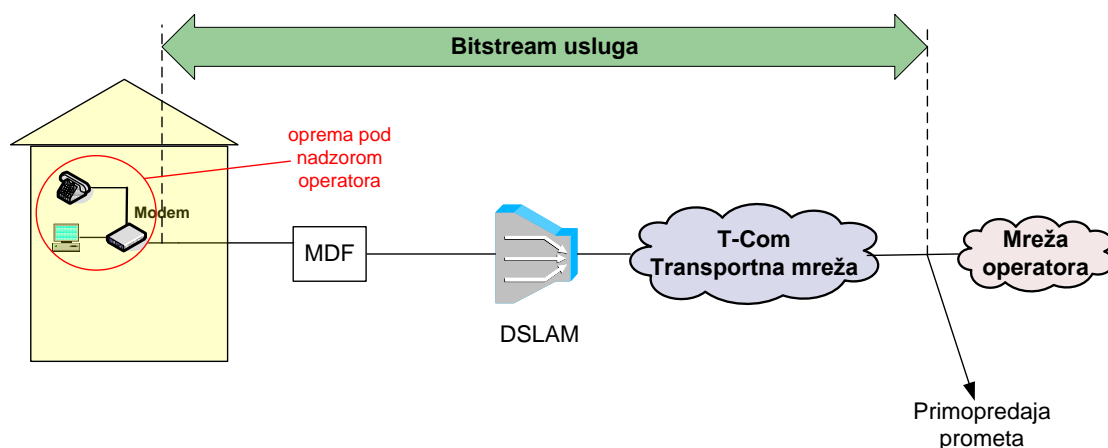 Bitstream usluga
oprema pod
nadzorom
operatora
Modem
MDF
DSLAM
T-Com
Transportna mreža
Mreža
operatora
Primopredaja
prometa